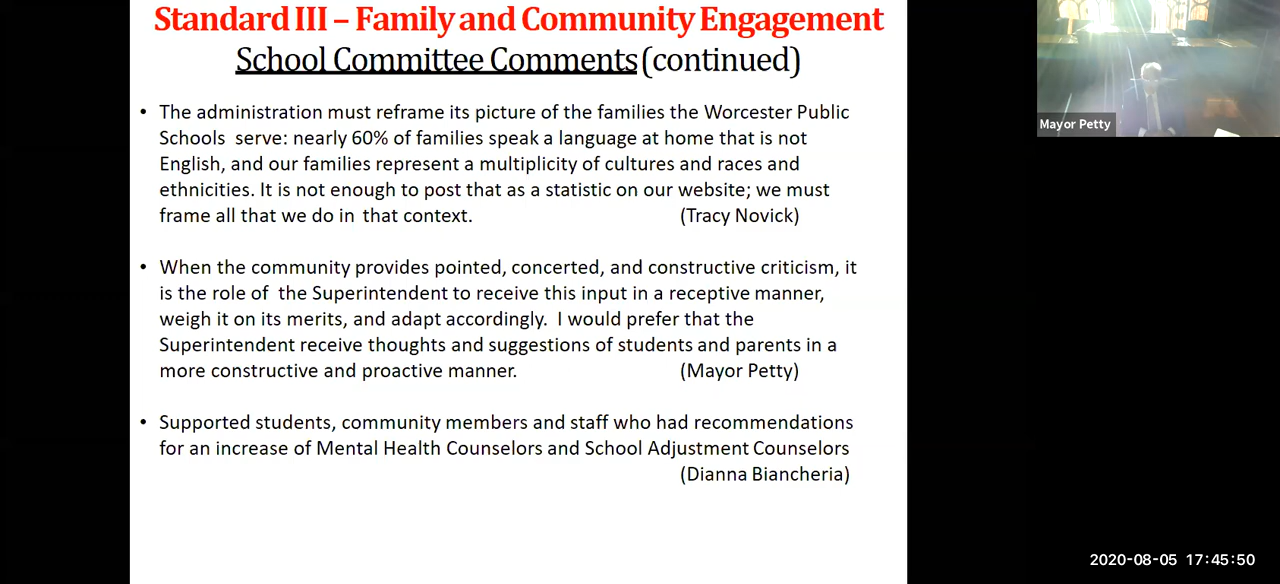 Standard III – Family and Community Engagement
School Committee Comments (continued)
• The administration must reframe its picture of the families the Worcester Public
Schools serve: nearly 60% of families speak a language at home that is not
English, and our families represent a multiplicity of cultures and races and
ethnicities. It is not enough to post that as a statistic on our website; we must
frame all that we do in that context. (Tracy Novick)
• When the community provides pointed, concerted, and constructive criticism, it
is the role of the Superintendent to receive this input in a receptive manner,
weigh it on its merits, and adapt accordingly. I would prefer that the
Superintendent receive thoughts and suggestions of students and parents in a
more constructive and proactive manner. (Mayor Petty)
• Supported students, community members and staff who had recommendations
for an increase of Mental Health Counselors and School Adjustment Counselors
(Dianna Biancheria)
Mayor Petty
2020-08-05 17:45:50